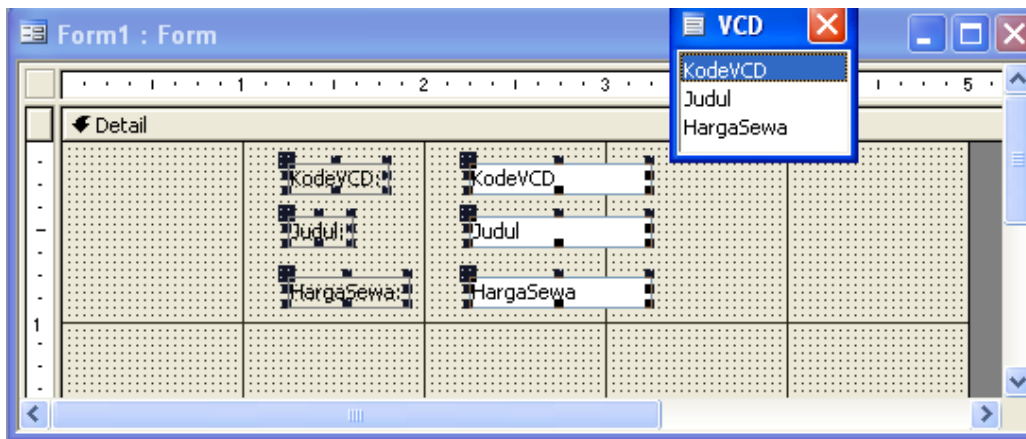 Form1 : Form
VCD
KodeVCD
Judul
HargaSewa
1 2 3 5
Detail
KodeVCD: KodeVCD
Judul: Judul
HargaSewa: HargaSewa
1